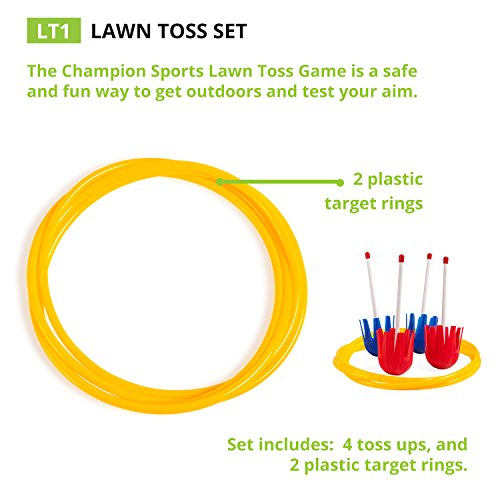 LT1 LAWN TOSS SET
The Champion Sports Lawn Toss Game is a safe
and fun way to get outdoors and test your aim.
2 plastic
target rings
Set includes: 4 toss ups, and
2 plastic target rings.